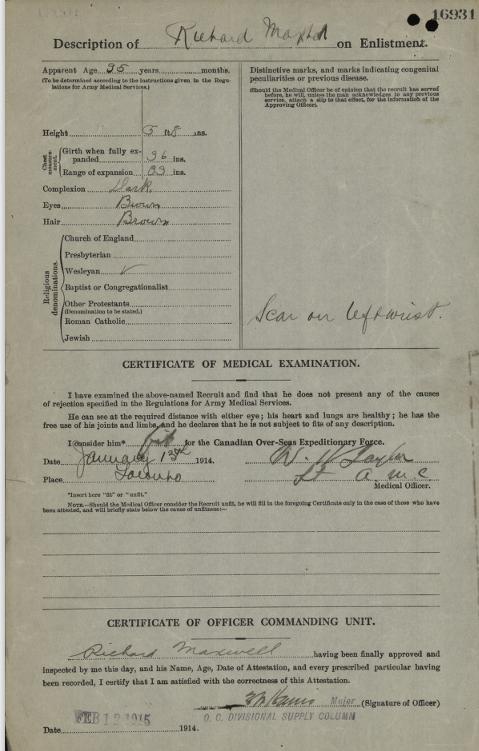 16931
Description of Richard on Enlistment.
Apparent Age 35 years months.
(To be determined according to the instructions given in the Regulations for Army Medical Services.)
Height 5 ft. 8 ins.
Chest measurement.
Girth when fully expanded 36 ins.
Range of expansion 03 ins.
Complexion Dark
Eyes Brown
Hair Brown
Religious denominations.
Church of England
Presbyterian
Wesleyan ✓
Baptist or Congregationalist
Other Protestants
(Denomination to be stated.)
Roman Catholic
Jewish
Distinctive marks, and marks indicating congenital
peculiarities or previous disease.
(Should the Medical Officer be of opinion that the recruit has served
before, he will, unless the man acknowledges to any previous
service, attach a slip to that effect, for the information of the
Approving Officer).
Scar on left wrist.
CERTIFICATE OF MEDICAL EXAMINATION.
I have examined the above-named Recruit and find that he does not present any of the causes
of rejection specified in the Regulations for Army Medical Services.
He can see at the required distance with either eye; his heart and lungs are healthy; he has the
free use of his joints and limbs, and he declares that he is not subject to fits of any description.
I consider him* fit for the Canadian Over-Seas Expeditionary Force.
Date January 13th 1914.
Place Toronto
Lt A.M.C
Medical Officer.
*Insert here "fit" or "unfit."
NOTE.—Should the Medical Officer consider the Recruit unfit, he will fill in the foregoing Certificate only in the case of those who have
been attested, and will briefly state below the cause of unfitness:—
CERTIFICATE OF OFFICER COMMANDING UNIT.
Richard Maxwell having been finally approved and
inspected by me this day, and his Name, Age, Date of Attestation, and every prescribed particular having
been recorded, I certify that I am satisfied with the correctness of this Attestation.
Major (Signature of Officer)
O. C. DIVISIONAL SUPPLY COLUMN
FEB 12 1915
Date 1914.